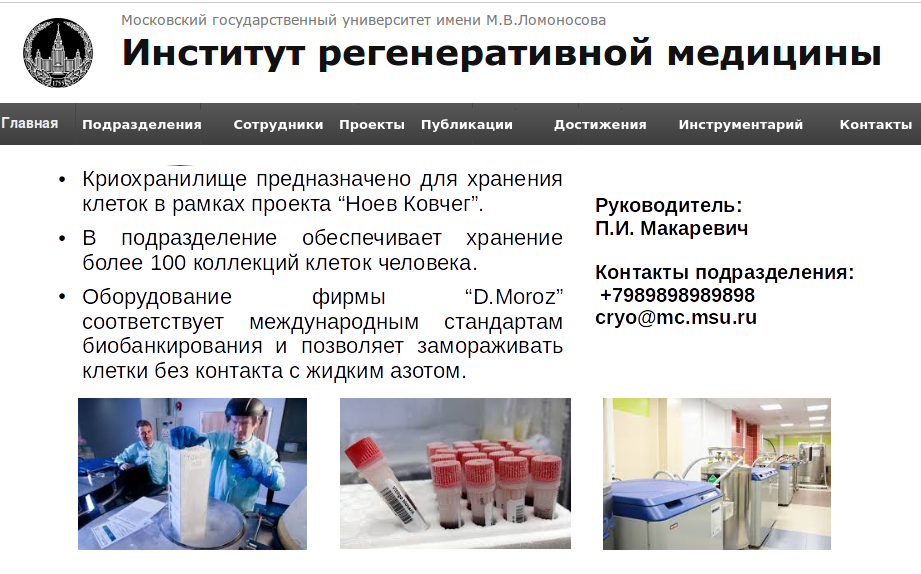 Московский государственный университет имени М.В.Ломоносова
Институт регенеративной медицины
Главная Подразделения Сотрудники Проекты Публикации Достижения Инструментарий Контакты
• Криохранилище предназначено для хранения
клеток в рамках проекта “Ноев Ковчег”.
• В подразделение обеспечивает хранение
более 100 коллекций клеток человека.
• Оборудование фирмы “D.Moroz”
соответствует международным стандартам
биобанкирования и позволяет замораживать
клетки без контакта с жидким азотом.
Руководитель:
П.И. Макаревич
Контакты подразделения:
+7989898989898
cryo@mc.msu.ru